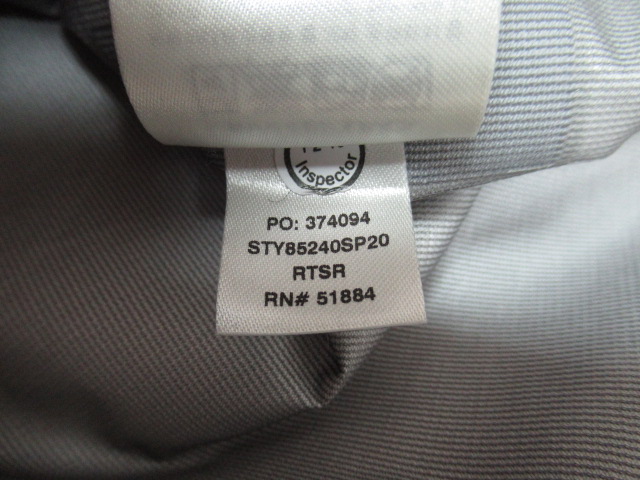 Inspector
PO: 374094
STY85240SP20
RTSR
RN# 51884